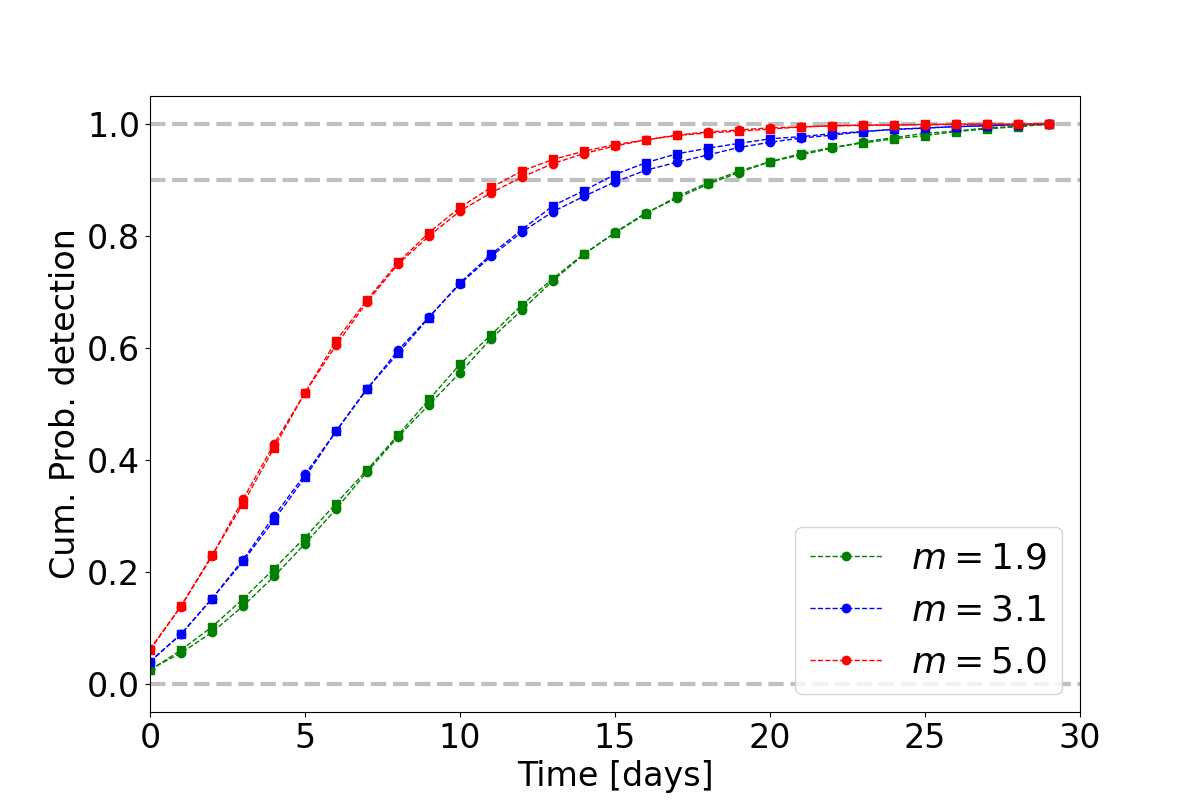 1.0
0.8
0.6
0.4
0.2
0.0
Cum. Prob. detection
m = 1.9
m = 3.1
m = 5.0
0 5 10 15 20 25 30
Time [days]